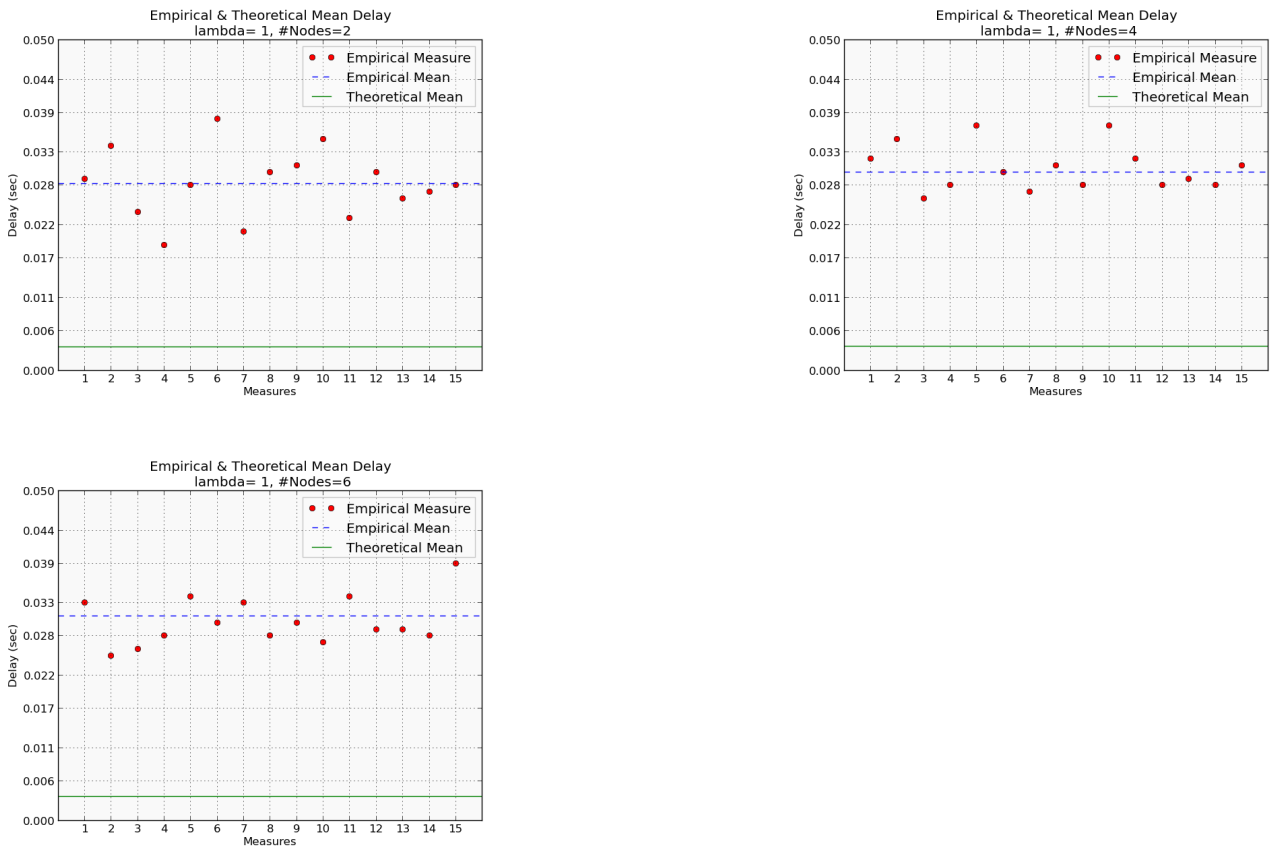 Empirical & Theoretical Mean Delay
lambda= 1, #Nodes=2
0.050
0.044
0.039
0.033
0.028
0.022
0.017
0.011
0.006
0.000
Delay (sec)
Empirical Measure
Empirical Mean
Theoretical Mean
1 2 3 4 5 6 7 8 9 10 11 12 13 14 15
Measures
Empirical & Theoretical Mean Delay
lambda= 1, #Nodes=4
0.050
0.044
0.039
0.033
0.028
0.022
0.017
0.011
0.006
0.000
Delay (sec)
Empirical Measure
Empirical Mean
Theoretical Mean
1 2 3 4 5 6 7 8 9 10 11 12 13 14 15
Measures
Empirical & Theoretical Mean Delay
lambda= 1, #Nodes=6
0.050
0.044
0.039
0.033
0.028
0.022
0.017
0.011
0.006
0.000
Delay (sec)
Empirical Measure
Empirical Mean
Theoretical Mean
1 2 3 4 5 6 7 8 9 10 11 12 13 14 15
Measures